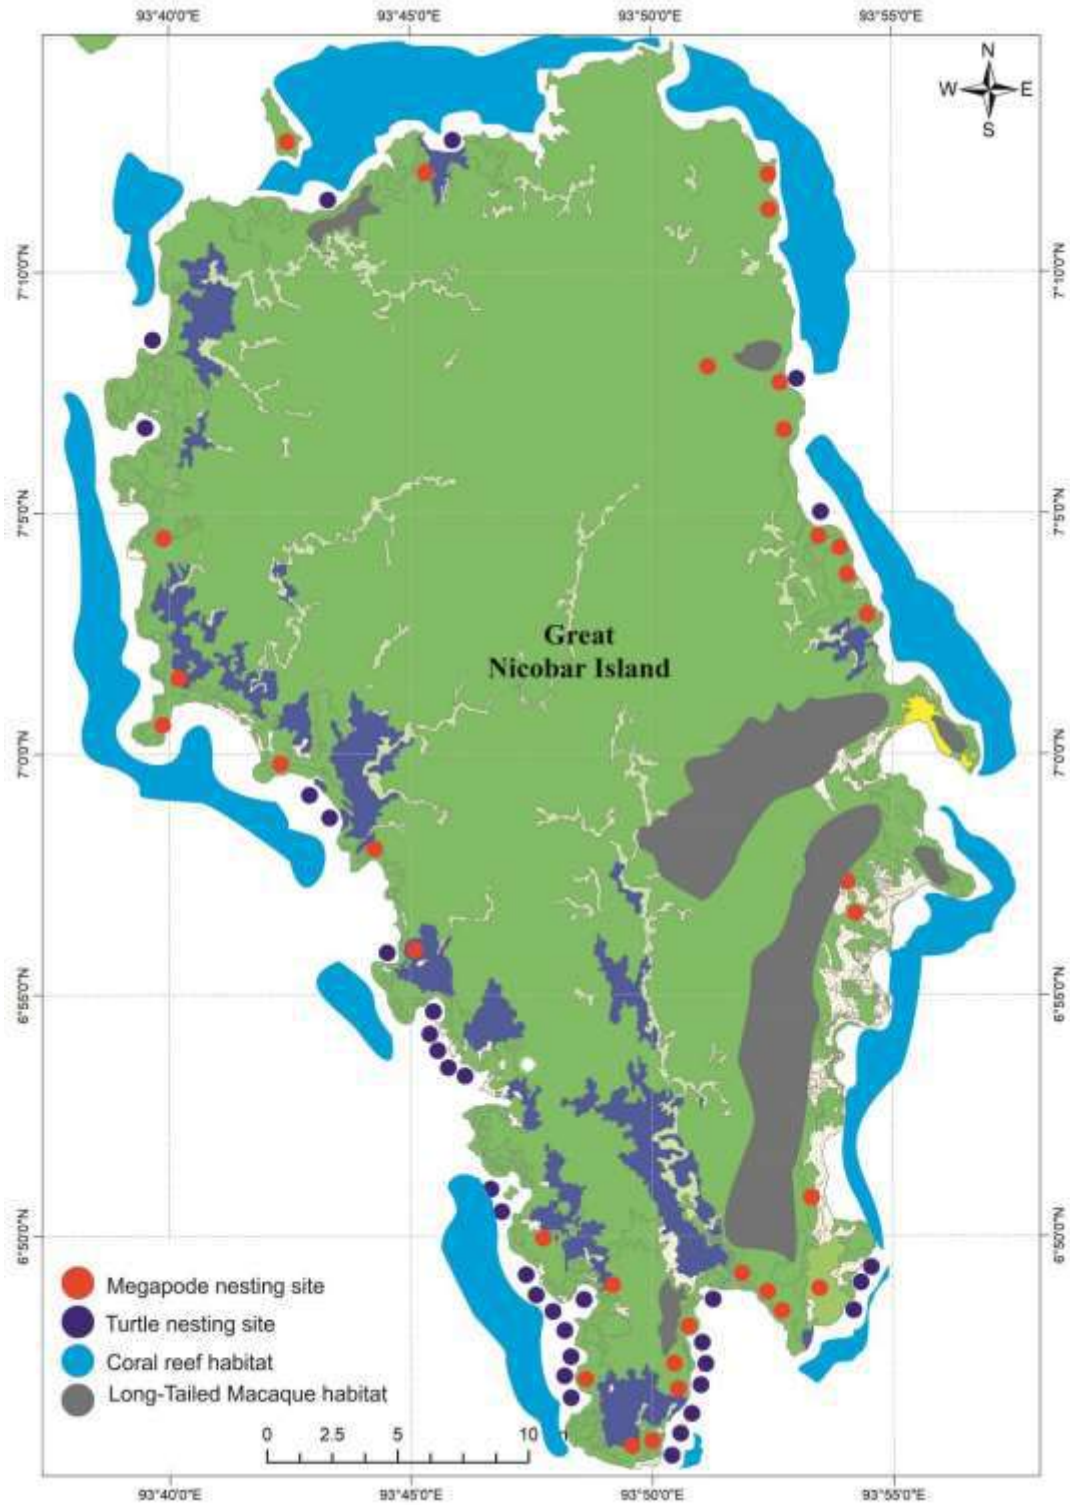 93°40'0"E 93°45'0"E 93°50'0"E 93°55'0"E
N
W E
S
7°10'0"N 7°10'0"N
7°5'0"N 7°5'0"N
Great
Nicobar Island
7°0'0"N 7°0'0"N
6°55'0"N 6°55'0"N
6°50'0"N 6°50'0"N
Megapode nesting site
Turtle nesting site
Coral reef habitat
Long-Tailed Macaque habitat
0 2.5 5 10
93°40'0"E 93°45'0"E 93°50'0"E 93°55'0"E